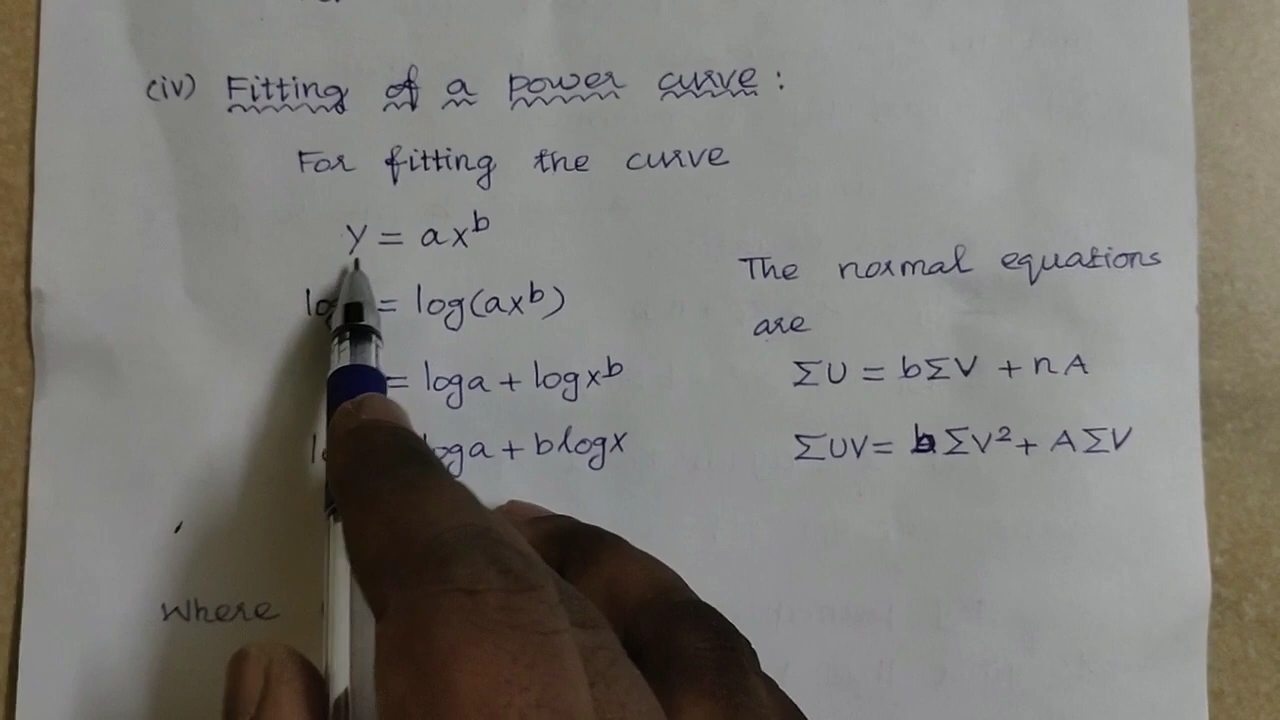 (iv) Fitting of a power curve :
For fitting the curve
y = ax^b
= log(ax^b)
= loga + logx^b
loga + blogx
Where
The normal equations
are
ΣU = bΣV + nA
ΣUV = bΣV² + AΣV